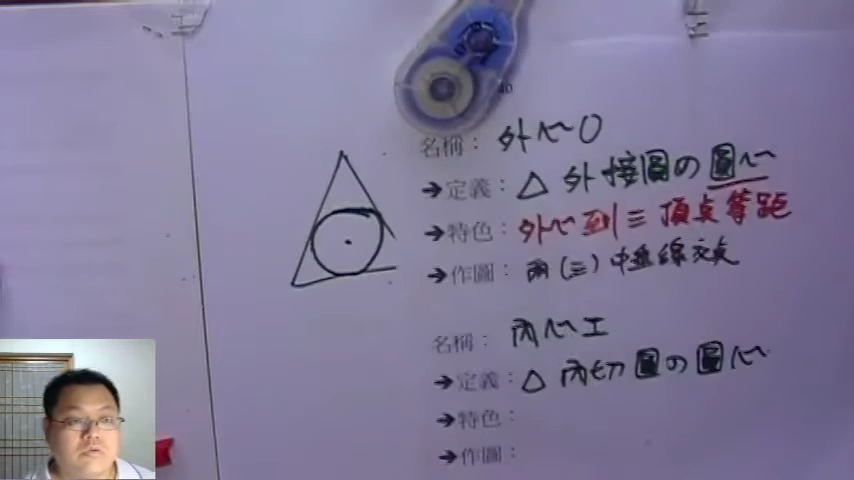 名稱：外心O
➔定義：△外接圓の圓心
➔特色：外心到三頂点等距
➔作圖：兩(三)中垂線交点
名稱：內心I
➔定義：△內切圓の圓心
➔特色：
➔作圖：